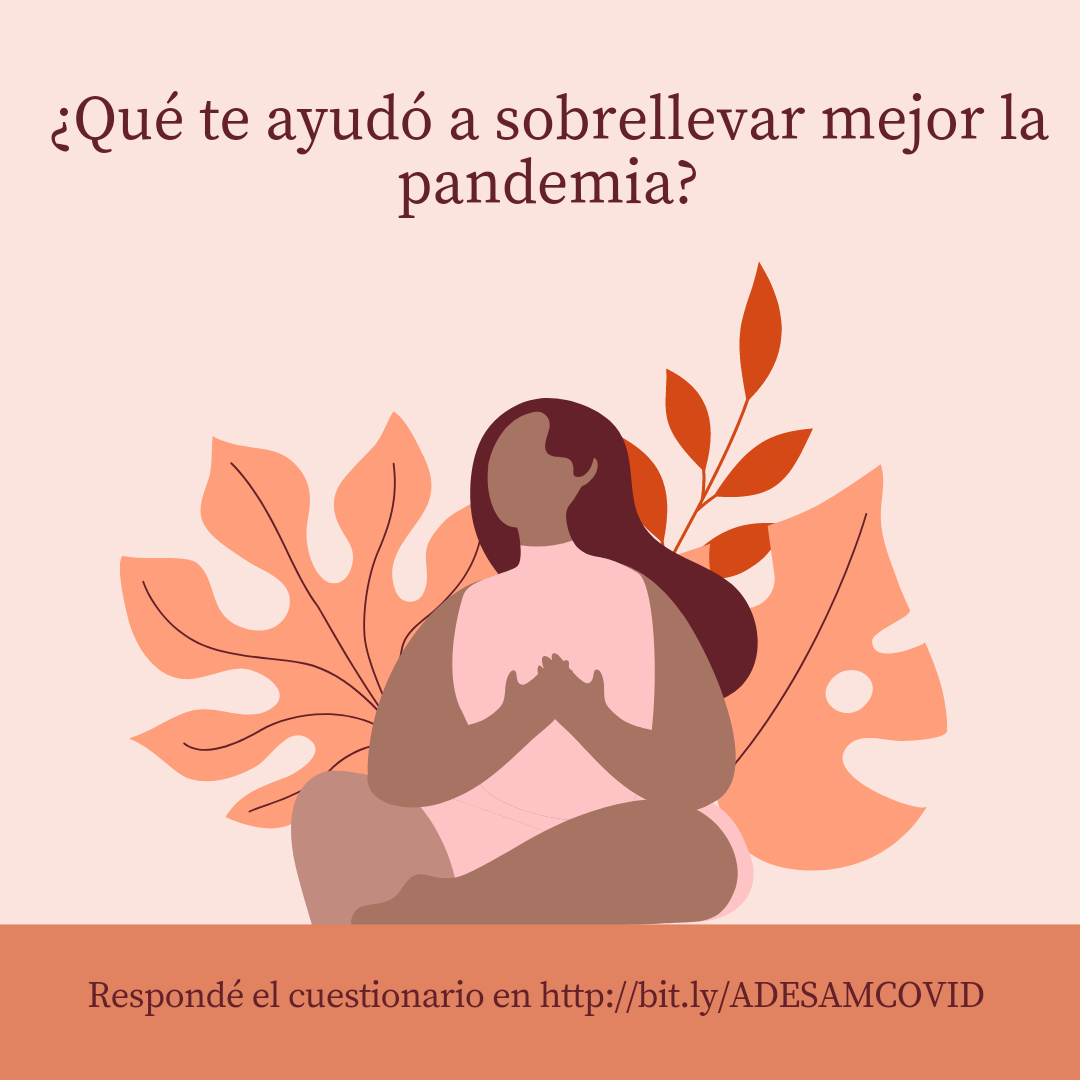 ¿Qué te ayudó a sobrellevar mejor la
pandemia?
Respondé el cuestionario en http://bit.ly/ADESAMCOVID